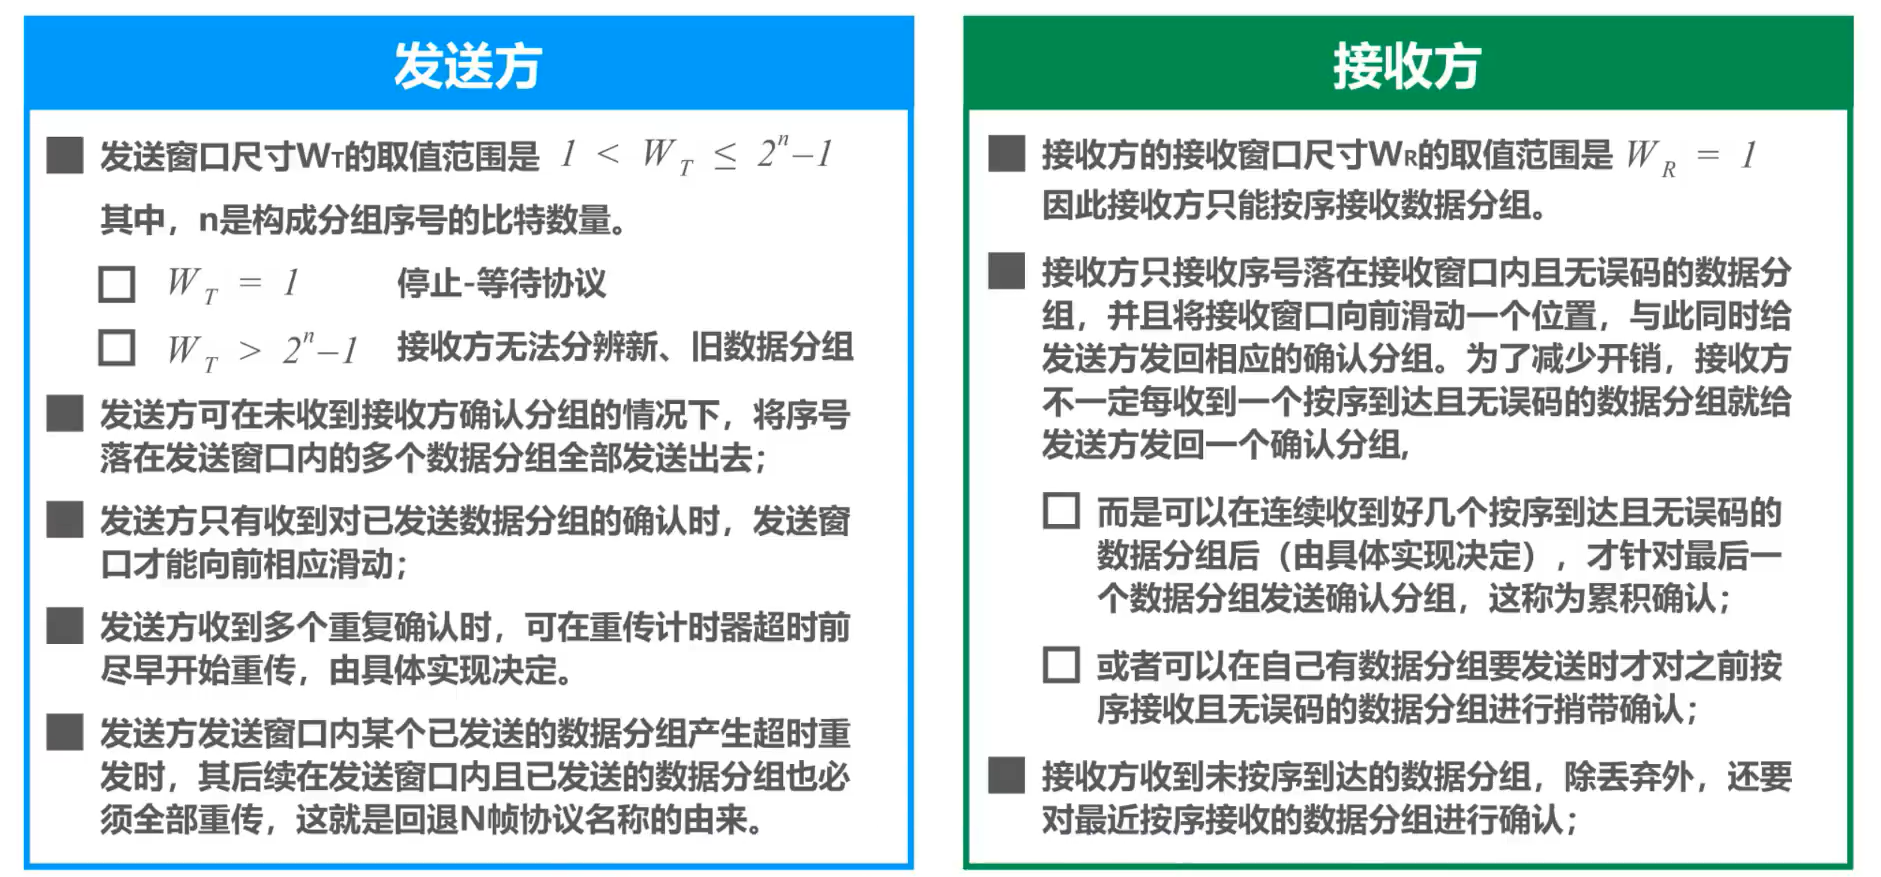 发送方
发送窗口尺寸WT的取值范围是 1 < W_T ≤ 2^n–1
其中，n是构成分组序号的比特数量。
W_T = 1 停止-等待协议
W_T > 2^n–1 接收方无法分辨新、旧数据分组
发送方可在未收到接收方确认分组的情况下，将序号
落在发送窗口内的多个数据分组全部发送出去；
发送方只有收到对已发送数据分组的确认时，发送窗
口才能向前相应滑动；
发送方收到多个重复确认时，可在重传计时器超时前
尽早开始重传，由具体实现决定。
发送方发送窗口内某个已发送的数据分组产生超时重
发时，其后续在发送窗口内且已发送的数据分组也必
须全部重传，这就是回退N帧协议名称的由来。
接收方
接收方的接收窗口尺寸WR的取值范围是 W_R = 1
因此接收方只能按序接收数据分组。
接收方只接收序号落在接收窗口内且无误码的数据分
组，并且将接收窗口向前滑动一个位置，与此同时给
发送方发回相应的确认分组。为了减少开销，接收方
不一定每收到一个按序到达且无误码的数据分组就给
发送方发回一个确认分组,
而是可以在连续收到好几个按序到达且无误码的
数据分组后（由具体实现决定），才针对最后一
个数据分组发送确认分组，这称为累积确认；
或者可以在自己有数据分组要发送时才对之前按
序接收且无误码的数据分组进行捎带确认；
接收方收到未按序到达的数据分组，除丢弃外，还要
对最近按序接收的数据分组进行确认；